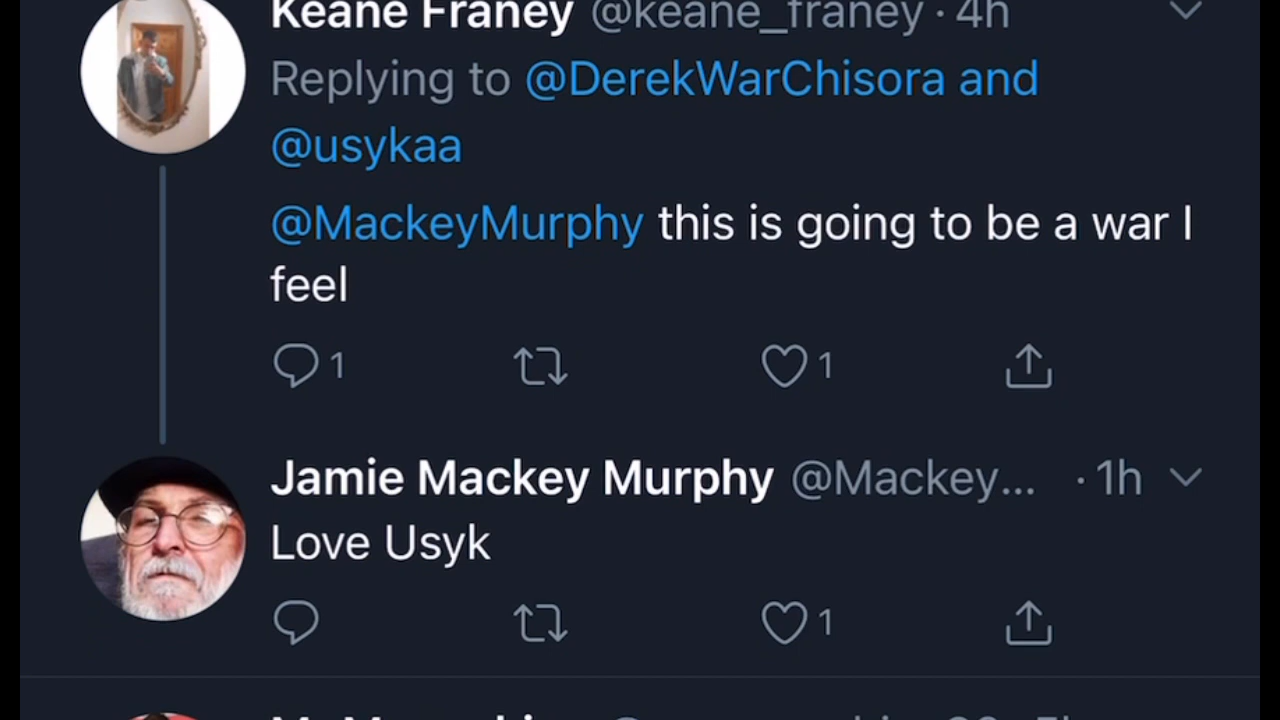 Keane Franey @keane_franey · 4h
Replying to @DerekWarChisora and
@usykaa
@MackeyMurphy this is going to be a war I
feel
1 1
Jamie Mackey Murphy @Mackey... · 1h
Love Usyk
1